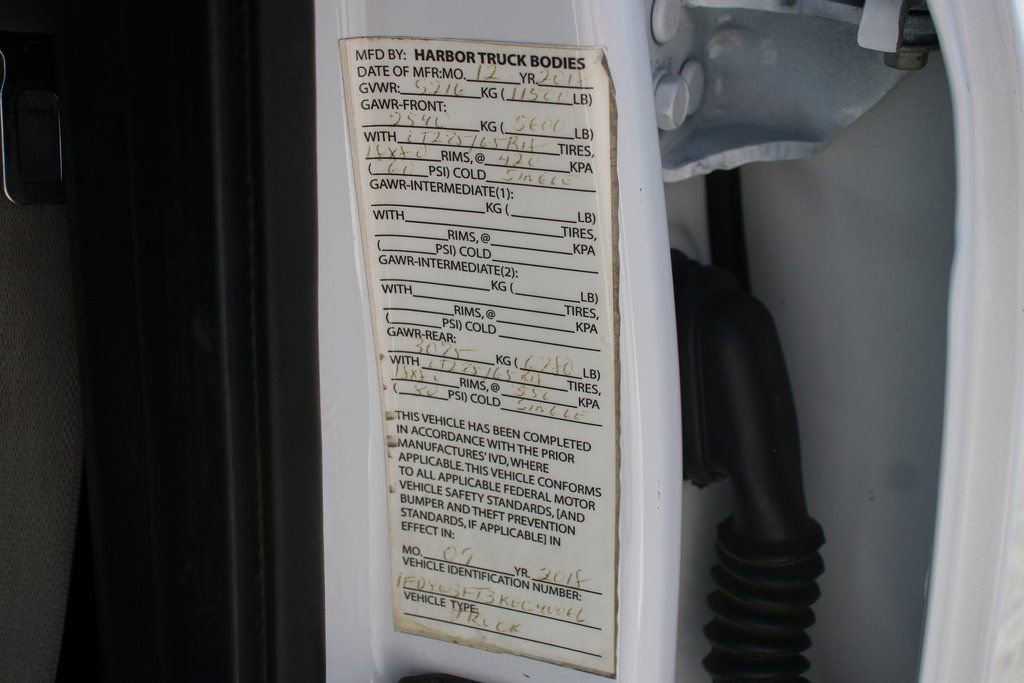 MFD BY: HARBOR TRUCK BODIES
DATE OF MFR:MO. 12 YR. 2018
GVWR: 5216 KG (11500 LB)
GAWR-FRONT:
2540 KG (5600 LB)
WITH LT225/65R18 TIRES,
RIMS, @ 420 KPA
(60 PSI) COLD SINGLE
GAWR-INTERMEDIATE(1):
KG ( LB)
WITH TIRES,
RIMS, @ KPA
( PSI) COLD
GAWR-INTERMEDIATE(2):
KG ( LB)
WITH TIRES,
RIMS, @ KPA
( PSI) COLD
GAWR-REAR:
3075 KG (6780 LB)
WITH TIRES,
RIMS, @ 550 KPA
(80 PSI) COLD SINGLE
THIS VEHICLE HAS BEEN COMPLETED
IN ACCORDANCE WITH THE PRIOR
MANUFACTURES' IVD, WHERE
APPLICABLE. THIS VEHICLE CONFORMS
TO ALL APPLICABLE FEDERAL MOTOR
VEHICLE SAFETY STANDARDS, [AND
BUMPER AND THEFT PREVENTION
STANDARDS, IF APPLICABLE] IN
EFFECT IN:
MO. 09 YR. 2018
VEHICLE IDENTIFICATION NUMBER:
VEHICLE TYPE:
TRUCK